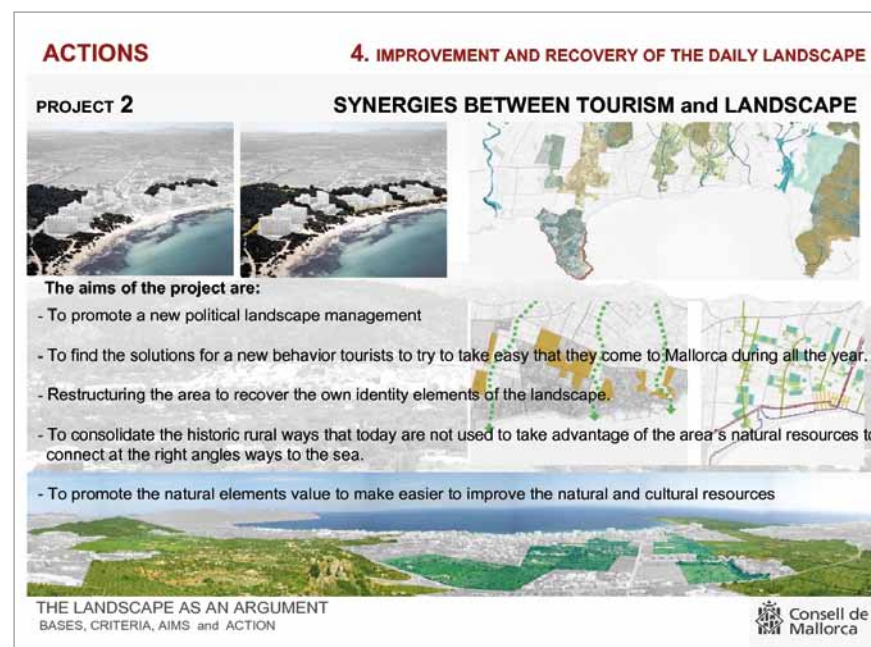 ACTIONS
4. IMPROVEMENT AND RECOVERY OF THE DAILY LANDSCAPE
PROJECT 2
SYNERGIES BETWEEN TOURISM and LANDSCAPE
The aims of the project are:
- To promote a new political landscape management
- To find the solutions for a new behavior tourists to try to take easy that they come to Mallorca during all the year.
- Restructuring the area to recover the own identity elements of the landscape.
- To consolidate the historic rural ways that today are not used to take advantage of the area´s natural resources to
connect at the right angles ways to the sea.
- To promote the natural elements value to make easier to improve the natural and cultural resources
THE LANDSCAPE AS AN ARGUMENT
BASES, CRITERIA, AIMS and ACTION
Consell de
Mallorca